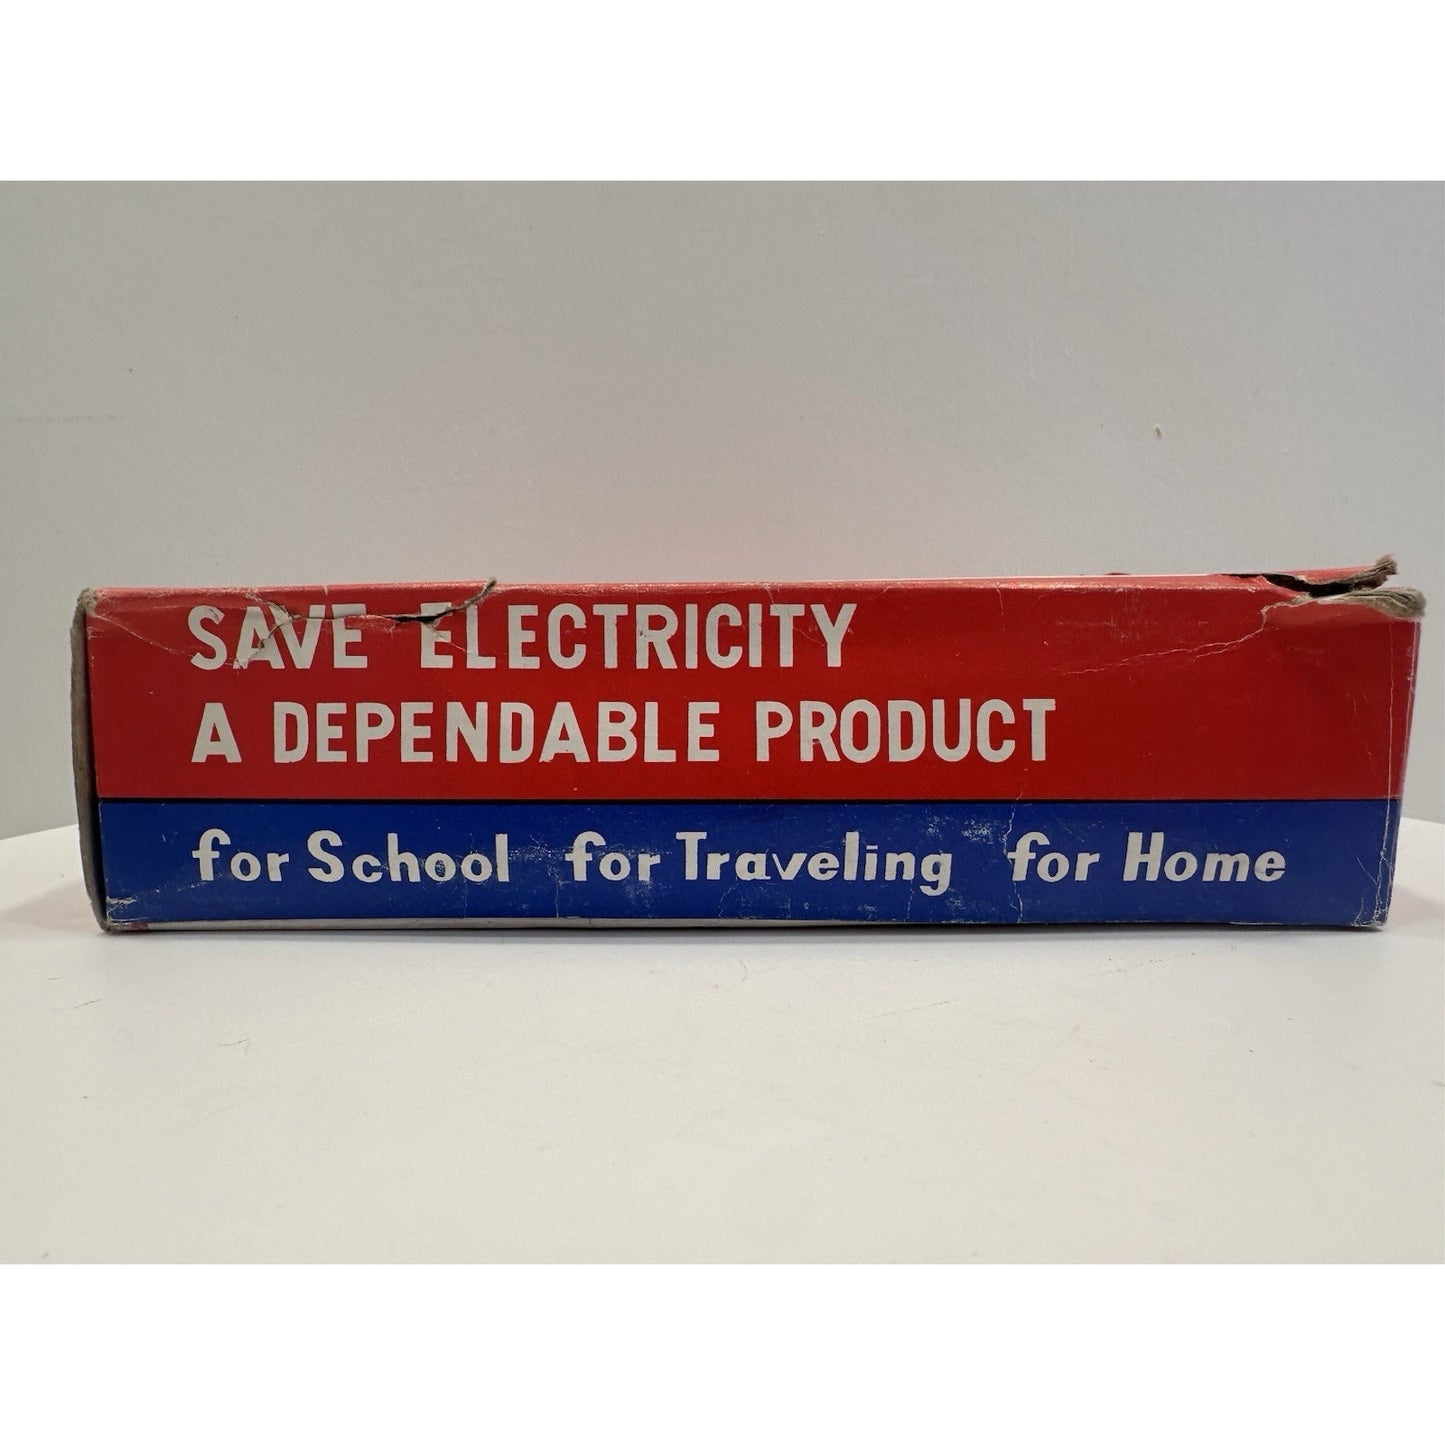 SAVE ELECTRICITY
A DEPENDABLE PRODUCT
for School for Traveling for Home